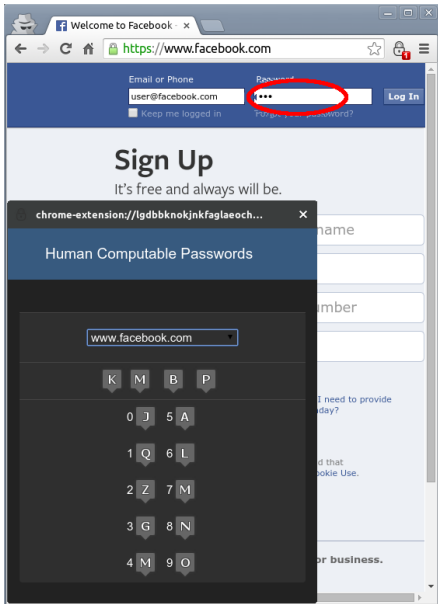 Welcome to Facebook -
https://www.facebook.com
Email or Phone
user@facebook.com
Log In
Keep me logged in
Sign Up
It's free and always will be.
name
chrome-extension://lgdbbknokjnkfaglaeoch...
Human Computable Passwords
www.facebook.com
K M B P
0 J 5 A
1 Q 6 L
2 Z 7 M
3 G 8 N
4 M 9 O
I need to provide
day?
d that
ookie Use.
or business.